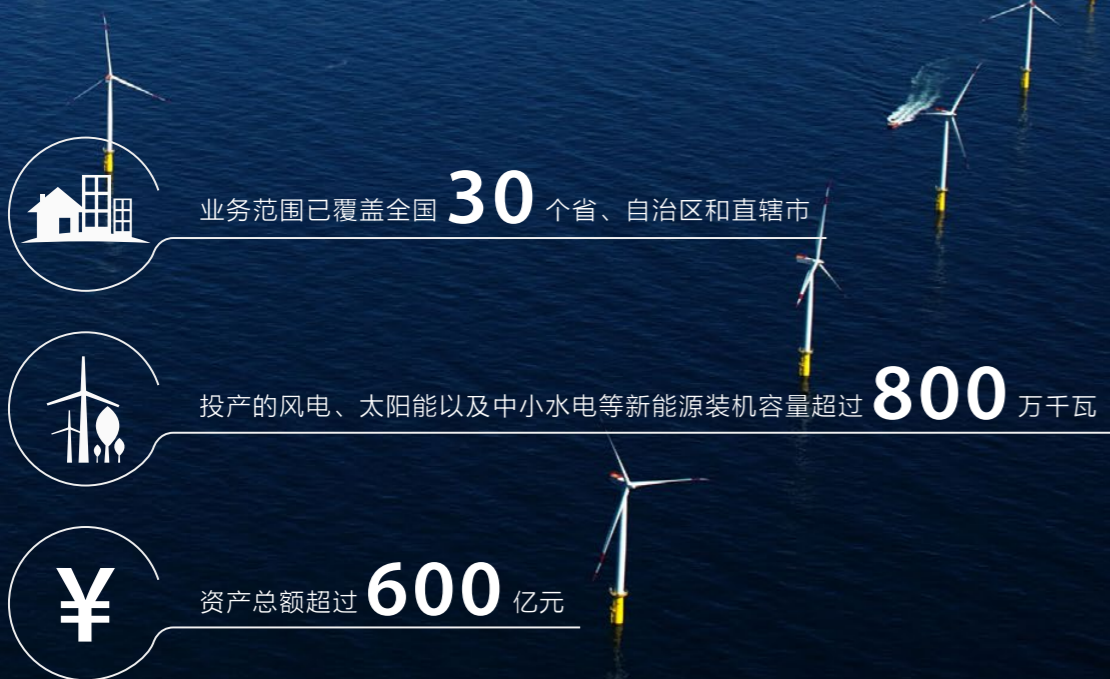 业务范围已覆盖全国 30 个省、自治区和直辖市
投产的风电、太阳能以及中小水电等新能源装机容量超过 800 万千瓦
¥
资产总额超过 600 亿元